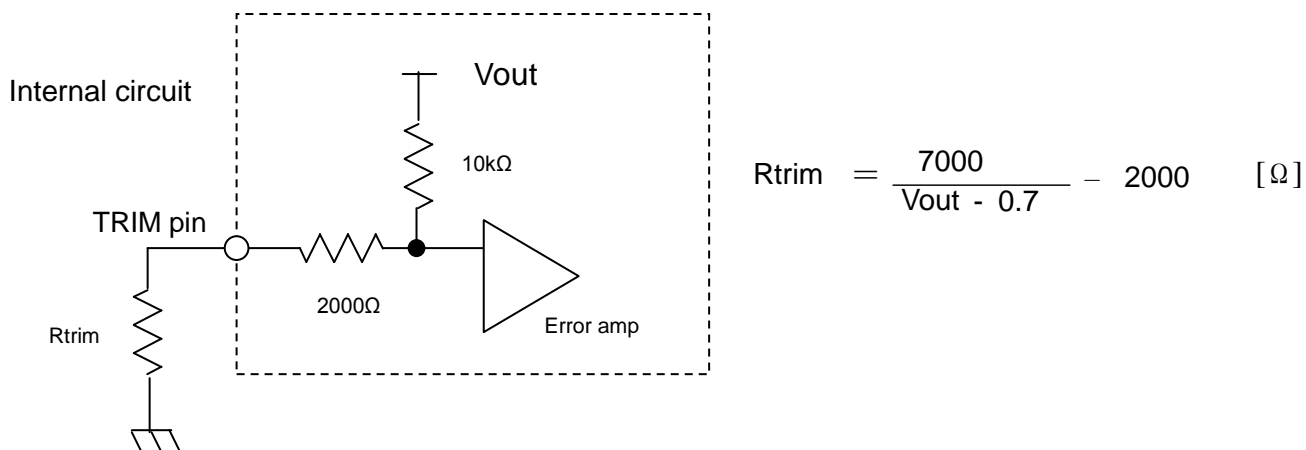 Internal circuit
Vout
10kΩ
TRIM pin
2000Ω
Error amp
Rtrim
Rtrim = 7000 / Vout - 0.7 − 2000 [Ω]